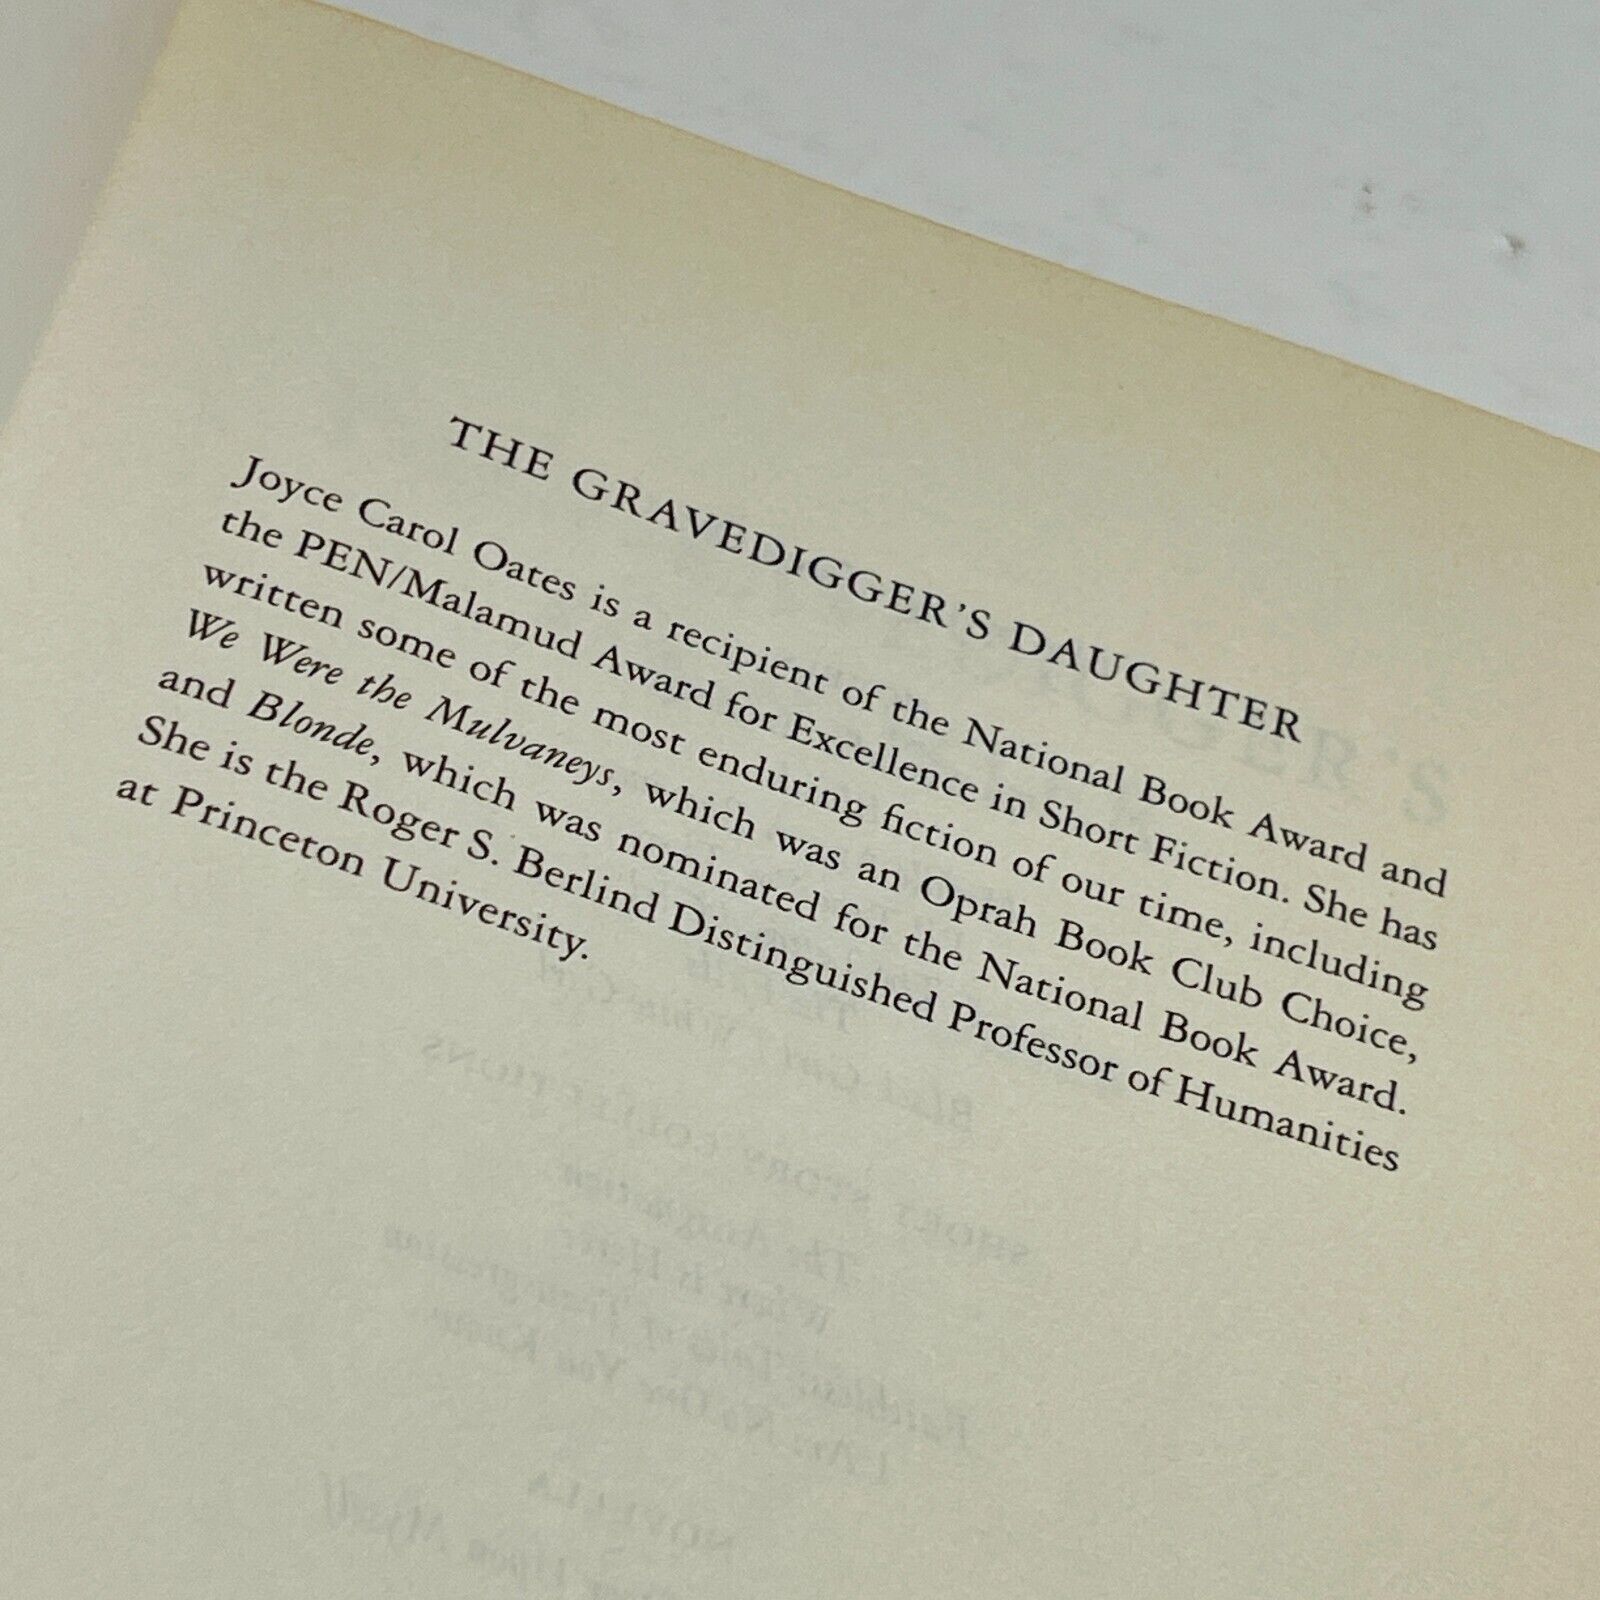 THE GRAVEDIGGER'S DAUGHTER
Joyce Carol Oates is a recipient of the National Book Award and
the PEN/Malamud Award for Excellence in Short Fiction. She has
written some of the most enduring fiction of our time, including
We Were the Mulvaneys, which was an Oprah Book Club Choice,
and Blonde, which was nominated for the National Book Award.
She is the Roger S. Berlind Distinguished Professor of Humanities
at Princeton University.